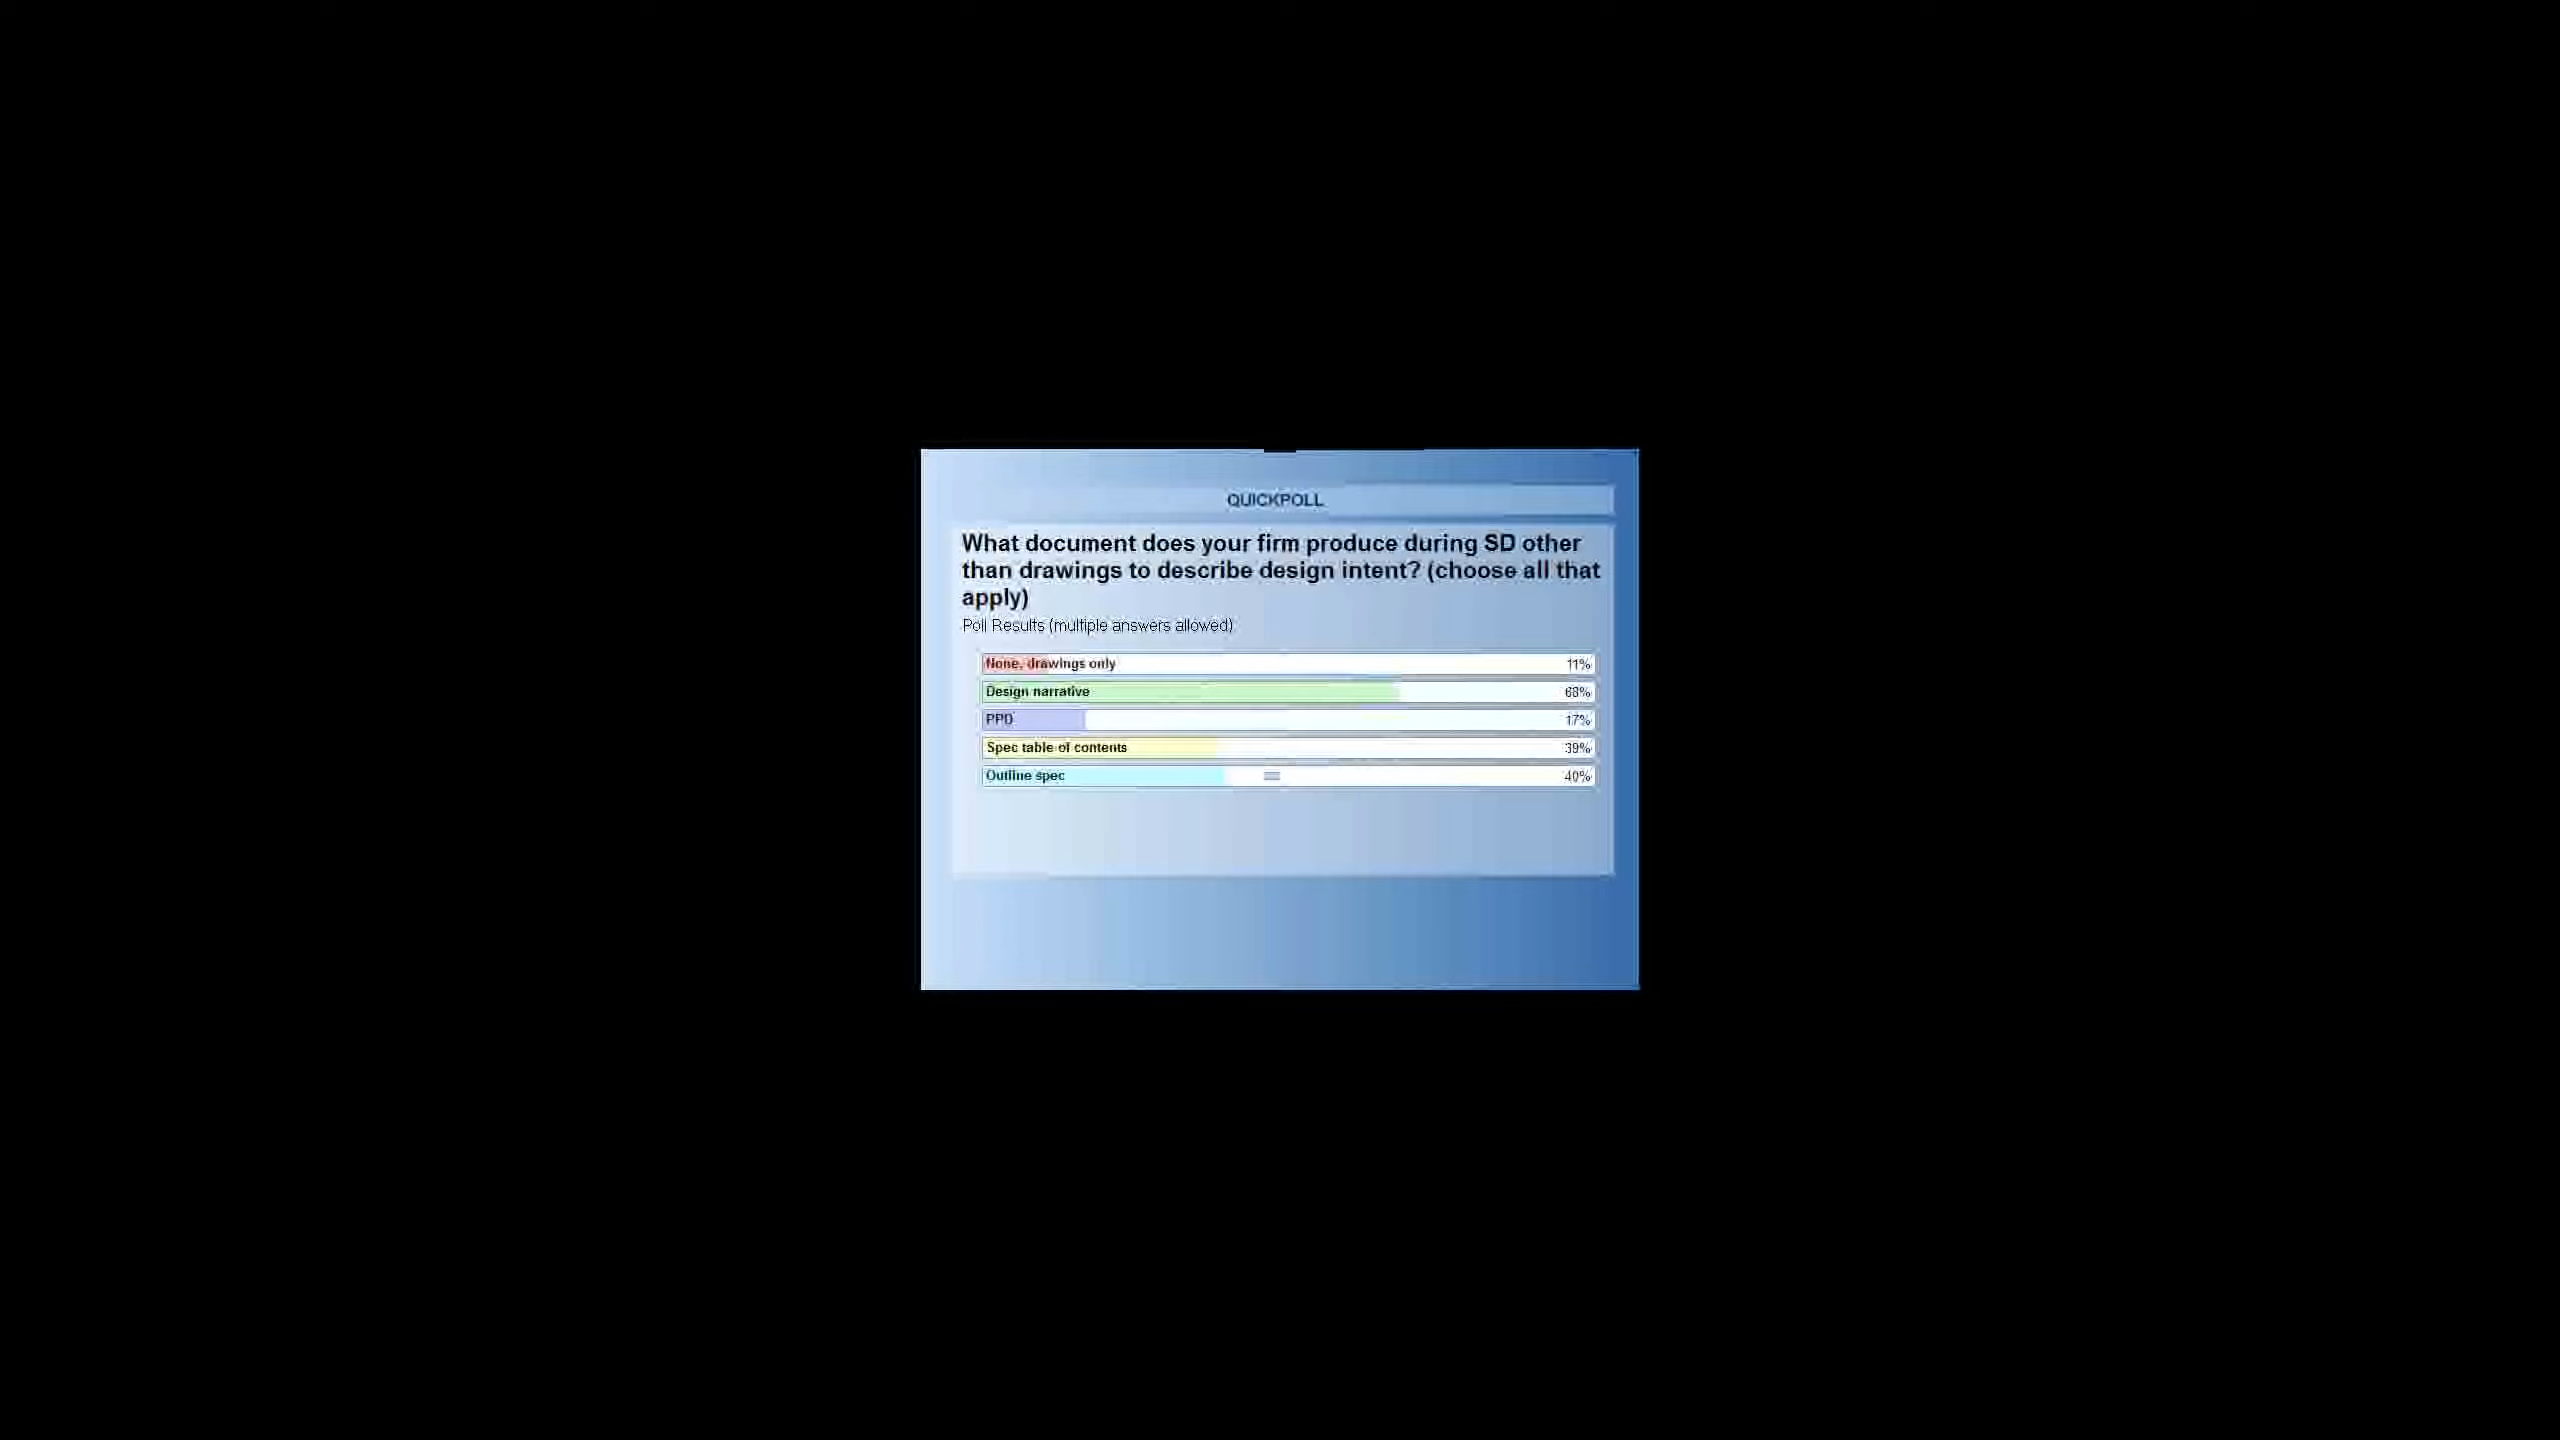 QUICKPOLL
What document does your firm produce during SD other
than drawings to describe design intent? (choose all that
apply)
Poll Results (multiple answers allowed)
None, drawings only 11%
Design narrative 68%
PPD 17%
Spec table of contents 39%
Outline spec 40%